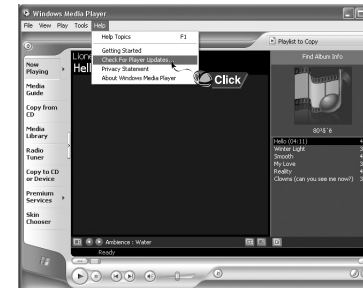 Windows Media Player
File View Play Tools Help
Help Topics F1
Getting Started
Check For Player Updates...
Privacy Statement
About Windows Media Player
Click
Playlist to Copy
Find Album Info
Now
Playing
Media
Guide
Copy from
CD
Media
Library
Radio
Tuner
Copy to CD
or Device
Premium
Services
Skin
Chooser
Hello (04:11)
Winter Light
Smooth
My Love
Reality
Clowns (can you see me now?)
Ambience : Water
Ready